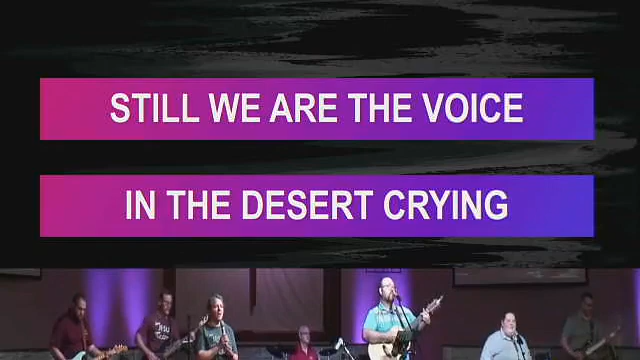 STILL WE ARE THE VOICE
IN THE DESERT CRYING